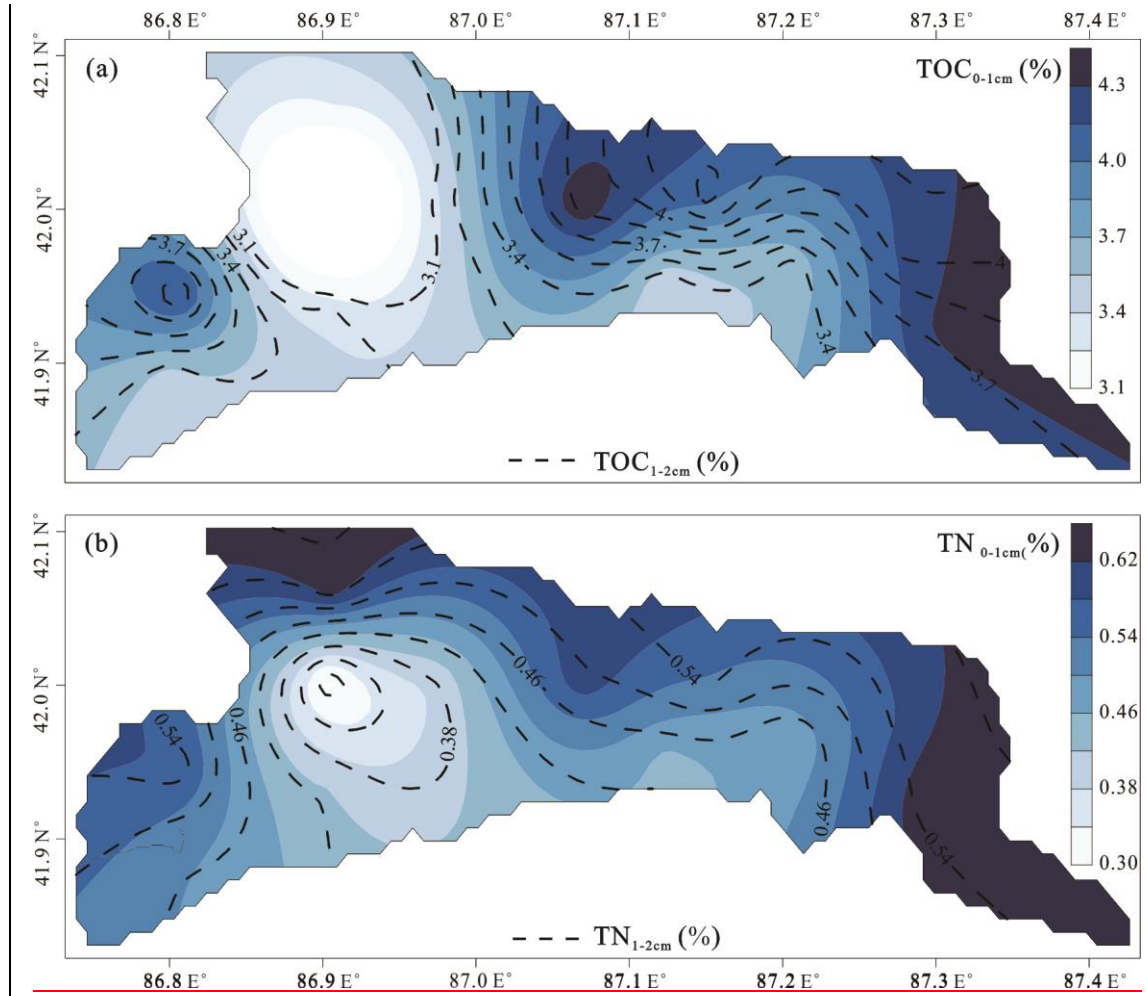 86.8 E° 86.9 E° 87.0 E° 87.1 E° 87.2 E° 87.3 E° 87.4 E°
(a) TOC0-1cm (%)
42.1 N°
42.0 N°
41.9 N°
3.7
3.4
3.1
3.1
3.4
4
3.7
3.4
4
3.7
4.3
4.0
3.7
3.4
3.1
TOC1-2cm (%)
(b) TN 0-1cm(%)
42.1 N°
42.0 N°
41.9 N°
0.54
0.46
0.38
0.46
0.54
0.46
0.54
0.62
0.54
0.46
0.38
0.30
TN1-2cm (%)
86.8 E° 86.9 E° 87.0 E° 87.1 E° 87.2 E° 87.3 E° 87.4 E°